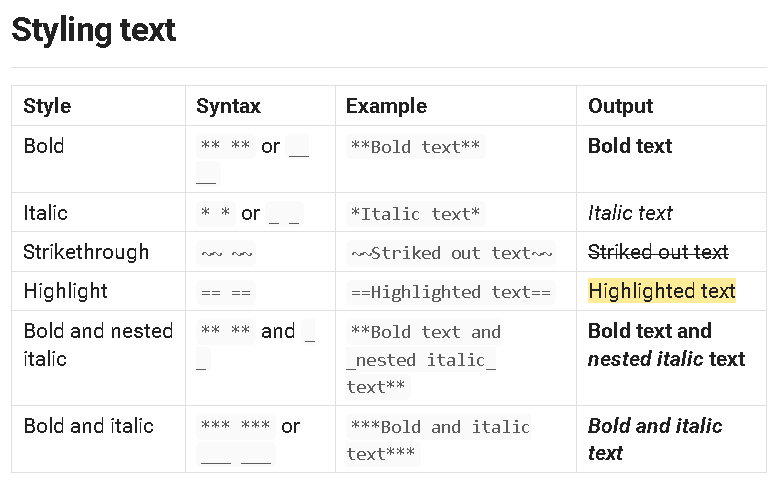 Styling text
Style Syntax Example Output
Bold ** ** or __ __ **Bold text** Bold text
Italic * * or _ _ *Italic text* Italic text
Strikethrough ~~ ~~ ~~Striked out text~~ Striked out text
Highlight == == ==Highlighted text== Highlighted text
Bold and nested italic ** ** and _ _ **Bold text and _nested italic_ text** Bold text and nested italic text
Bold and italic *** *** or ___ ___ ***Bold and italic text*** Bold and italic text